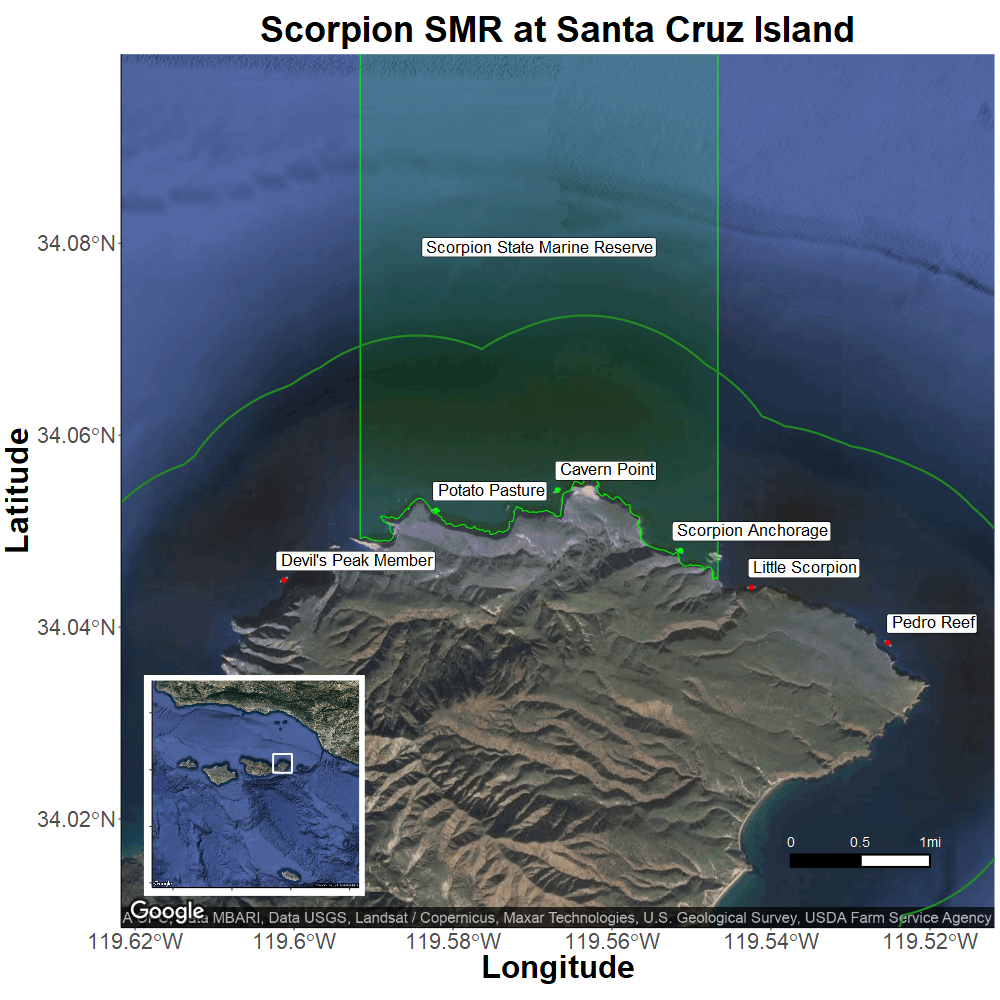 Scorpion SMR at Santa Cruz Island
Latitude
34.08°N
34.06°N
34.04°N
34.02°N
Scorpion State Marine Reserve
Cavern Point
Potato Pasture
Scorpion Anchorage
Devil's Peak Member
Little Scorpion
Pedro Reef
0 0.5 1mi
Google
Google
MBARI, Data USGS, Landsat / Copernicus, Maxar Technologies, U.S. Geological Survey, USDA Farm Service Agency
119.62°W 119.6°W 119.58°W 119.56°W 119.54°W 119.52°W
Longitude